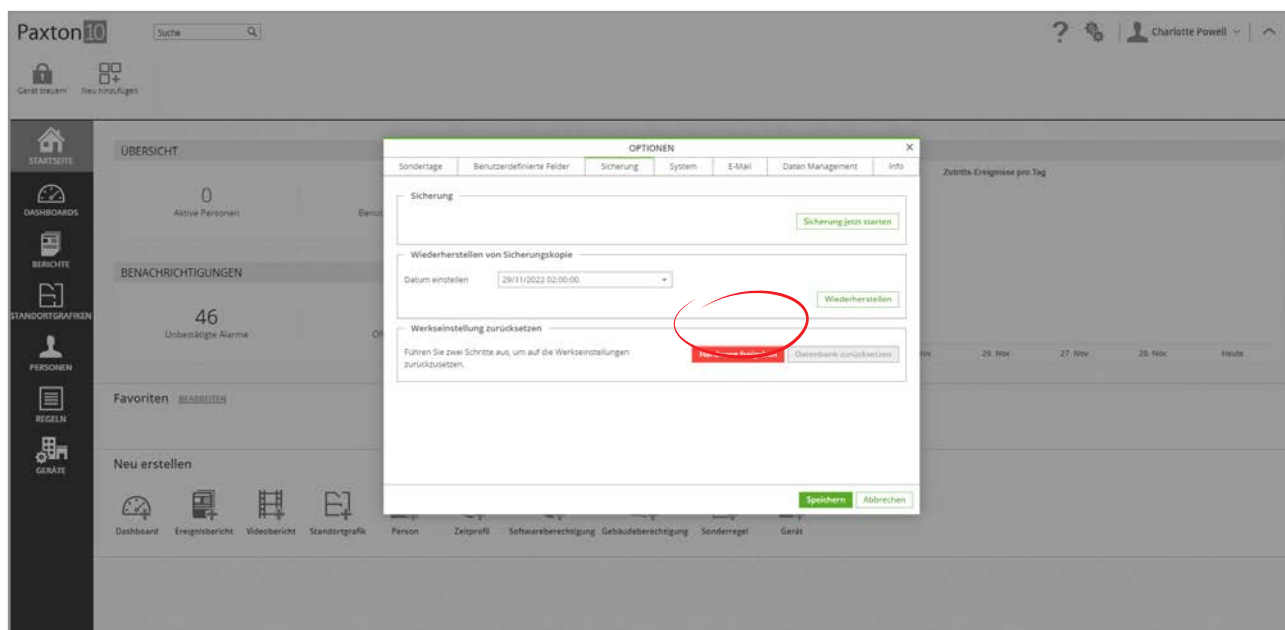 Paxton10
Suche
Charlotte Powell
Neu hinzufügen
OPTIONEN
Sondertage Benutzerdefinierte Felder Sicherung System E-Mail Daten Management Info
Sicherung
Sicherung jetzt starten
Wiederherstellen von Sicherungskopie
Datum einstellen 29/11/2022 02:00:00
Wiederherstellen
Werkseinstellung zurücksetzen
Führen Sie zwei Schritte aus, um auf die Werkseinstellungen
zurückzusetzen.
Datenbank zurücksetzen
Speichern Abbrechen
STARTSEITE
DASHBOARDS
BERICHTE
STANDORTGRAFIKEN
PERSONEN
REGELN
GERÄTE
ÜBERSICHT
0
Aktive Personen
BENACHRICHTIGUNGEN
46
Unbestätigte Alarme
Zutritts-Ereignisse pro Tag
26. Nov 27. Nov 28. Nov Heute
Favoriten BEARBEITEN
Neu erstellen
Dashboard Ereignisbericht Videobericht Standortgrafik Person Zeitprofil Softwareberechtigung Gebäudeberechtigung Sonderregel Gerät